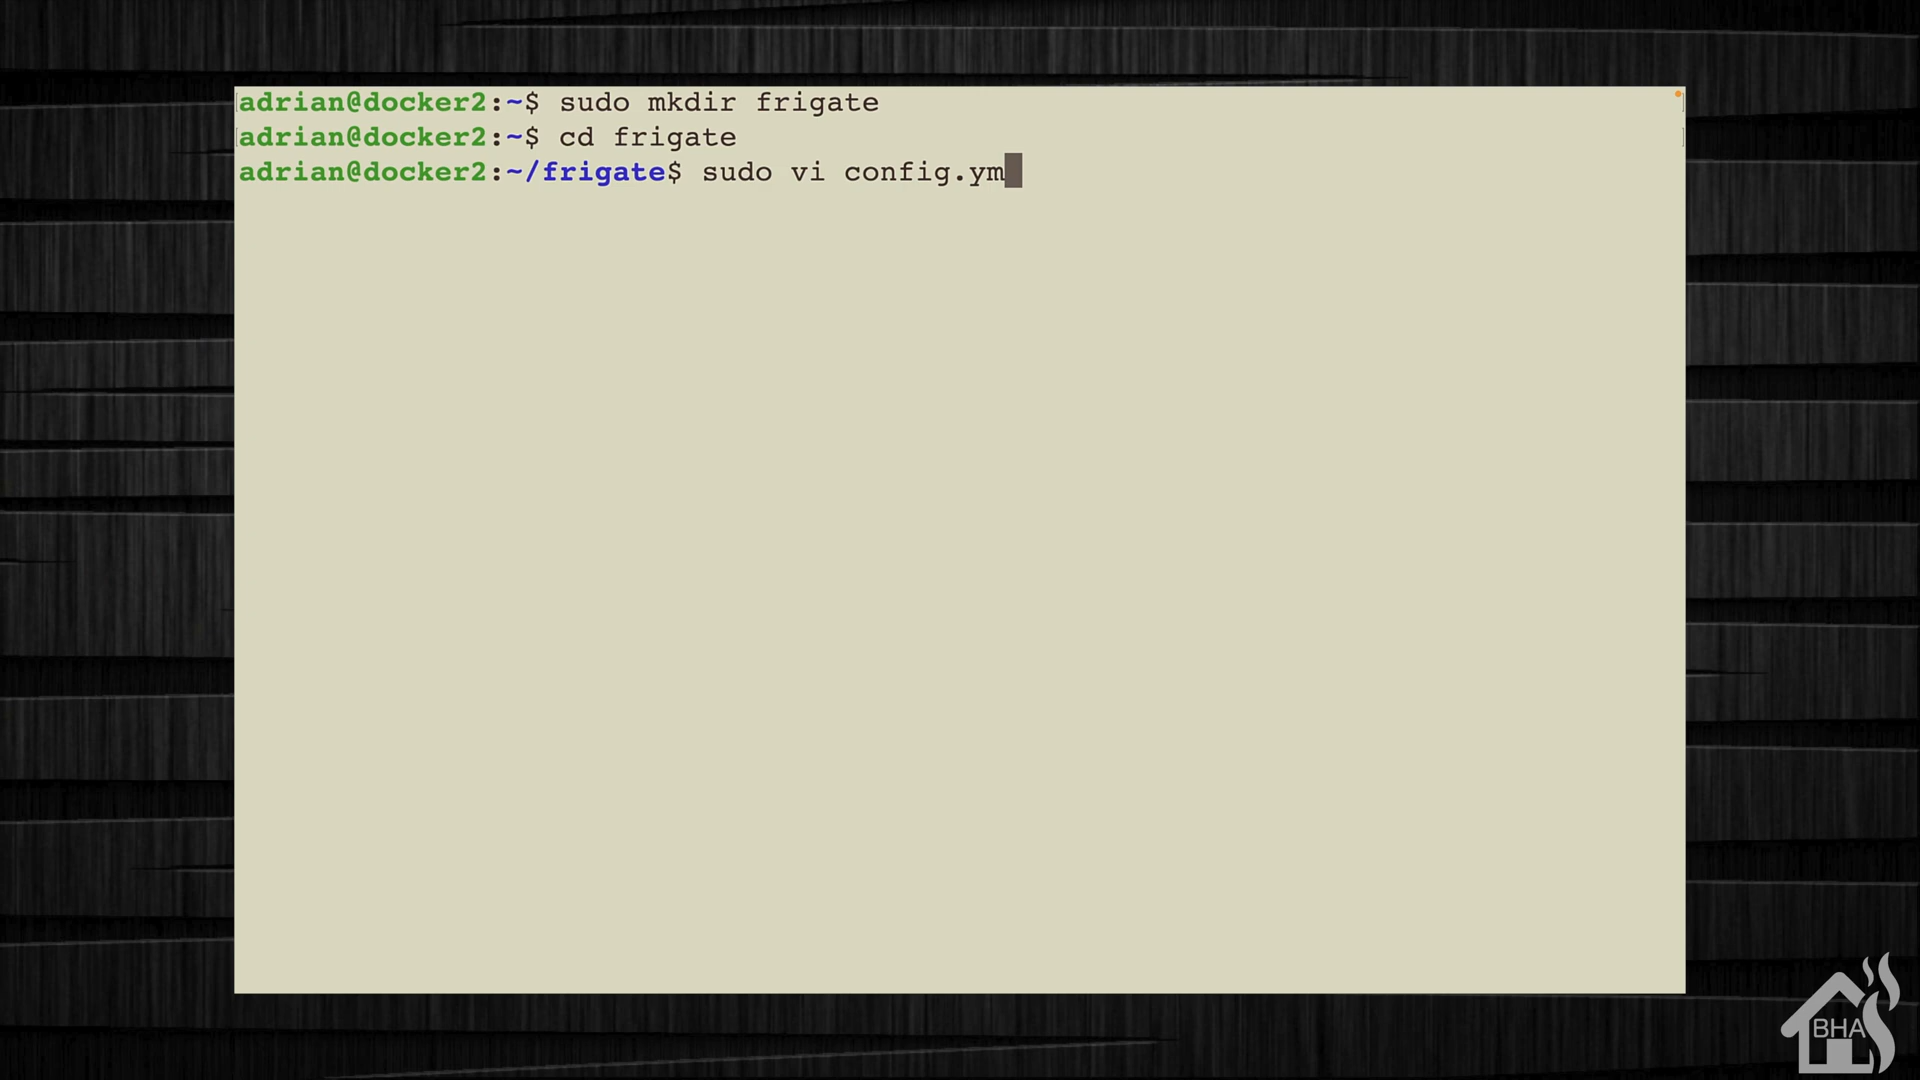 adrian@docker2:~$ sudo mkdir frigate
adrian@docker2:~$ cd frigate
adrian@docker2:~/frigate$ sudo vi config.ym
BHA